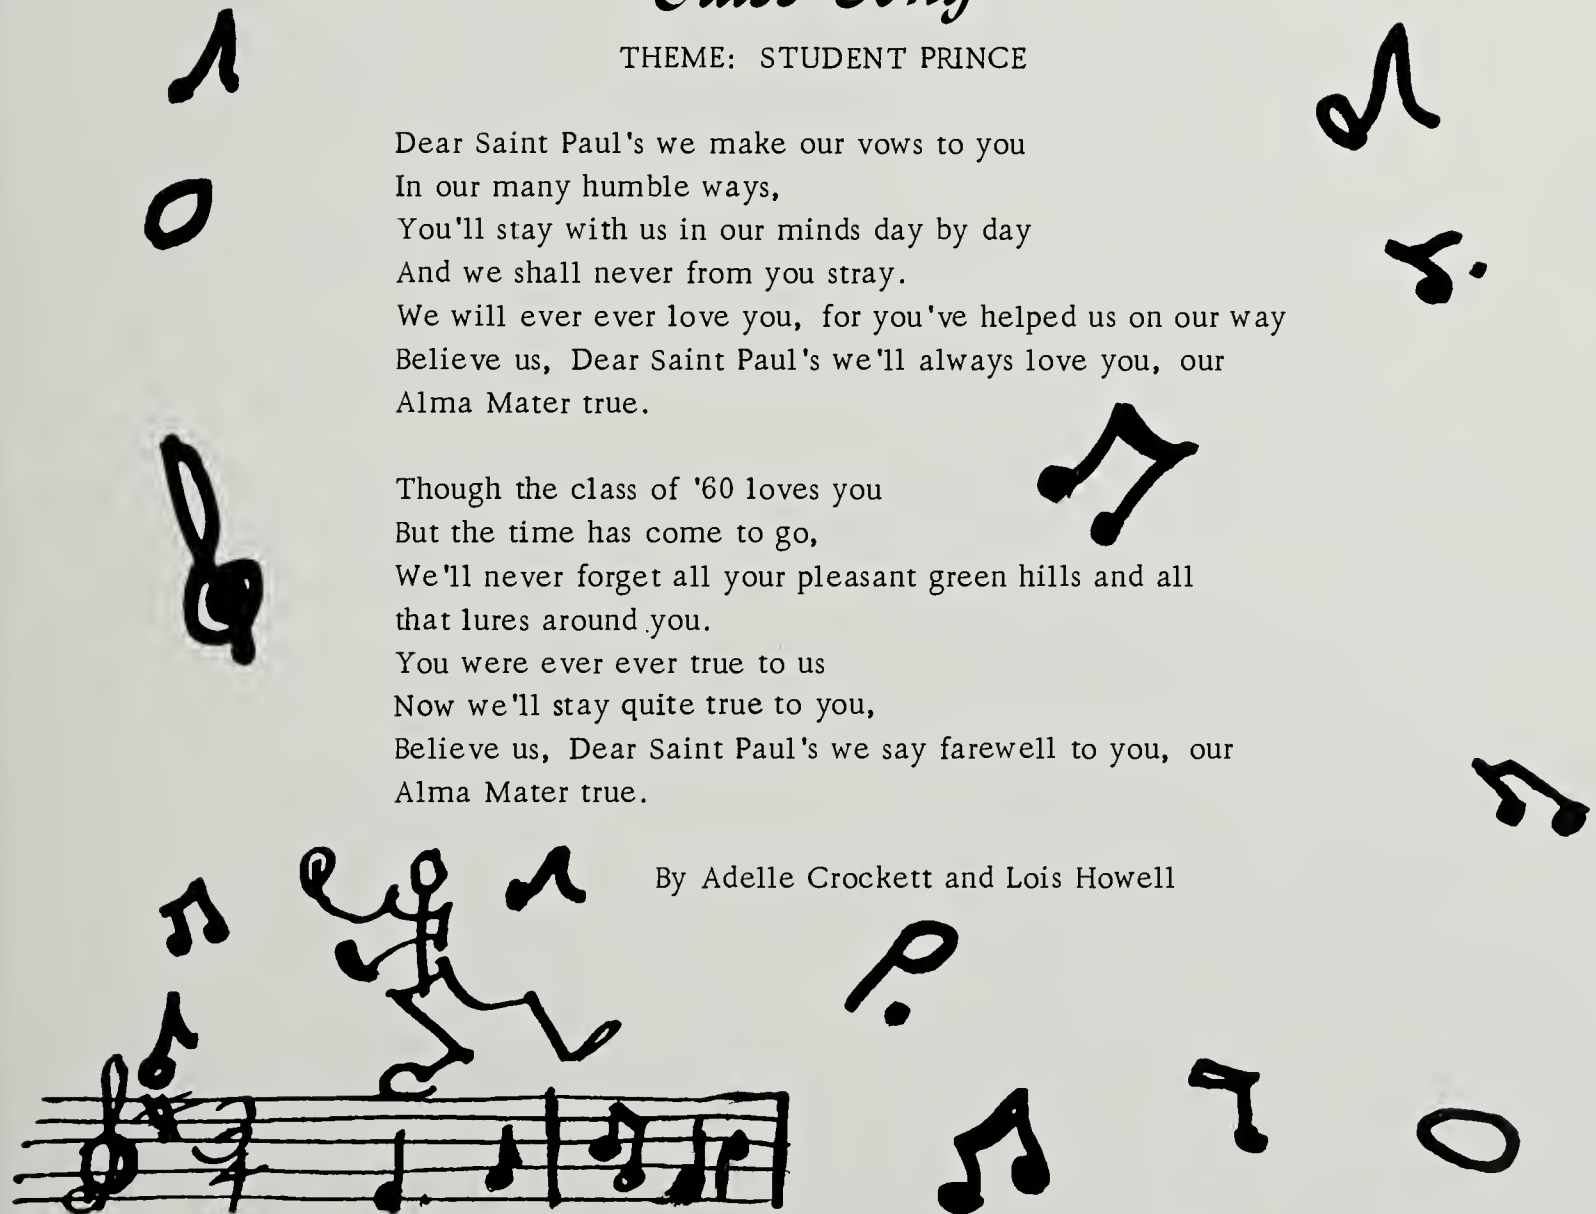 Class Song
THEME: STUDENT PRINCE
Dear Saint Paul's we make our vows to you
In our many humble ways,
You'll stay with us in our minds day by day
And we shall never from you stray.
We will ever ever love you, for you've helped us on our way
Believe us, Dear Saint Paul's we'll always love you, our
Alma Mater true.
Though the class of '60 loves you
But the time has come to go,
We'll never forget all your pleasant green hills and all
that lures around you.
You were ever ever true to us
Now we'll stay quite true to you,
Believe us, Dear Saint Paul's we say farewell to you, our
Alma Mater true.
By Adelle Crockett and Lois Howell